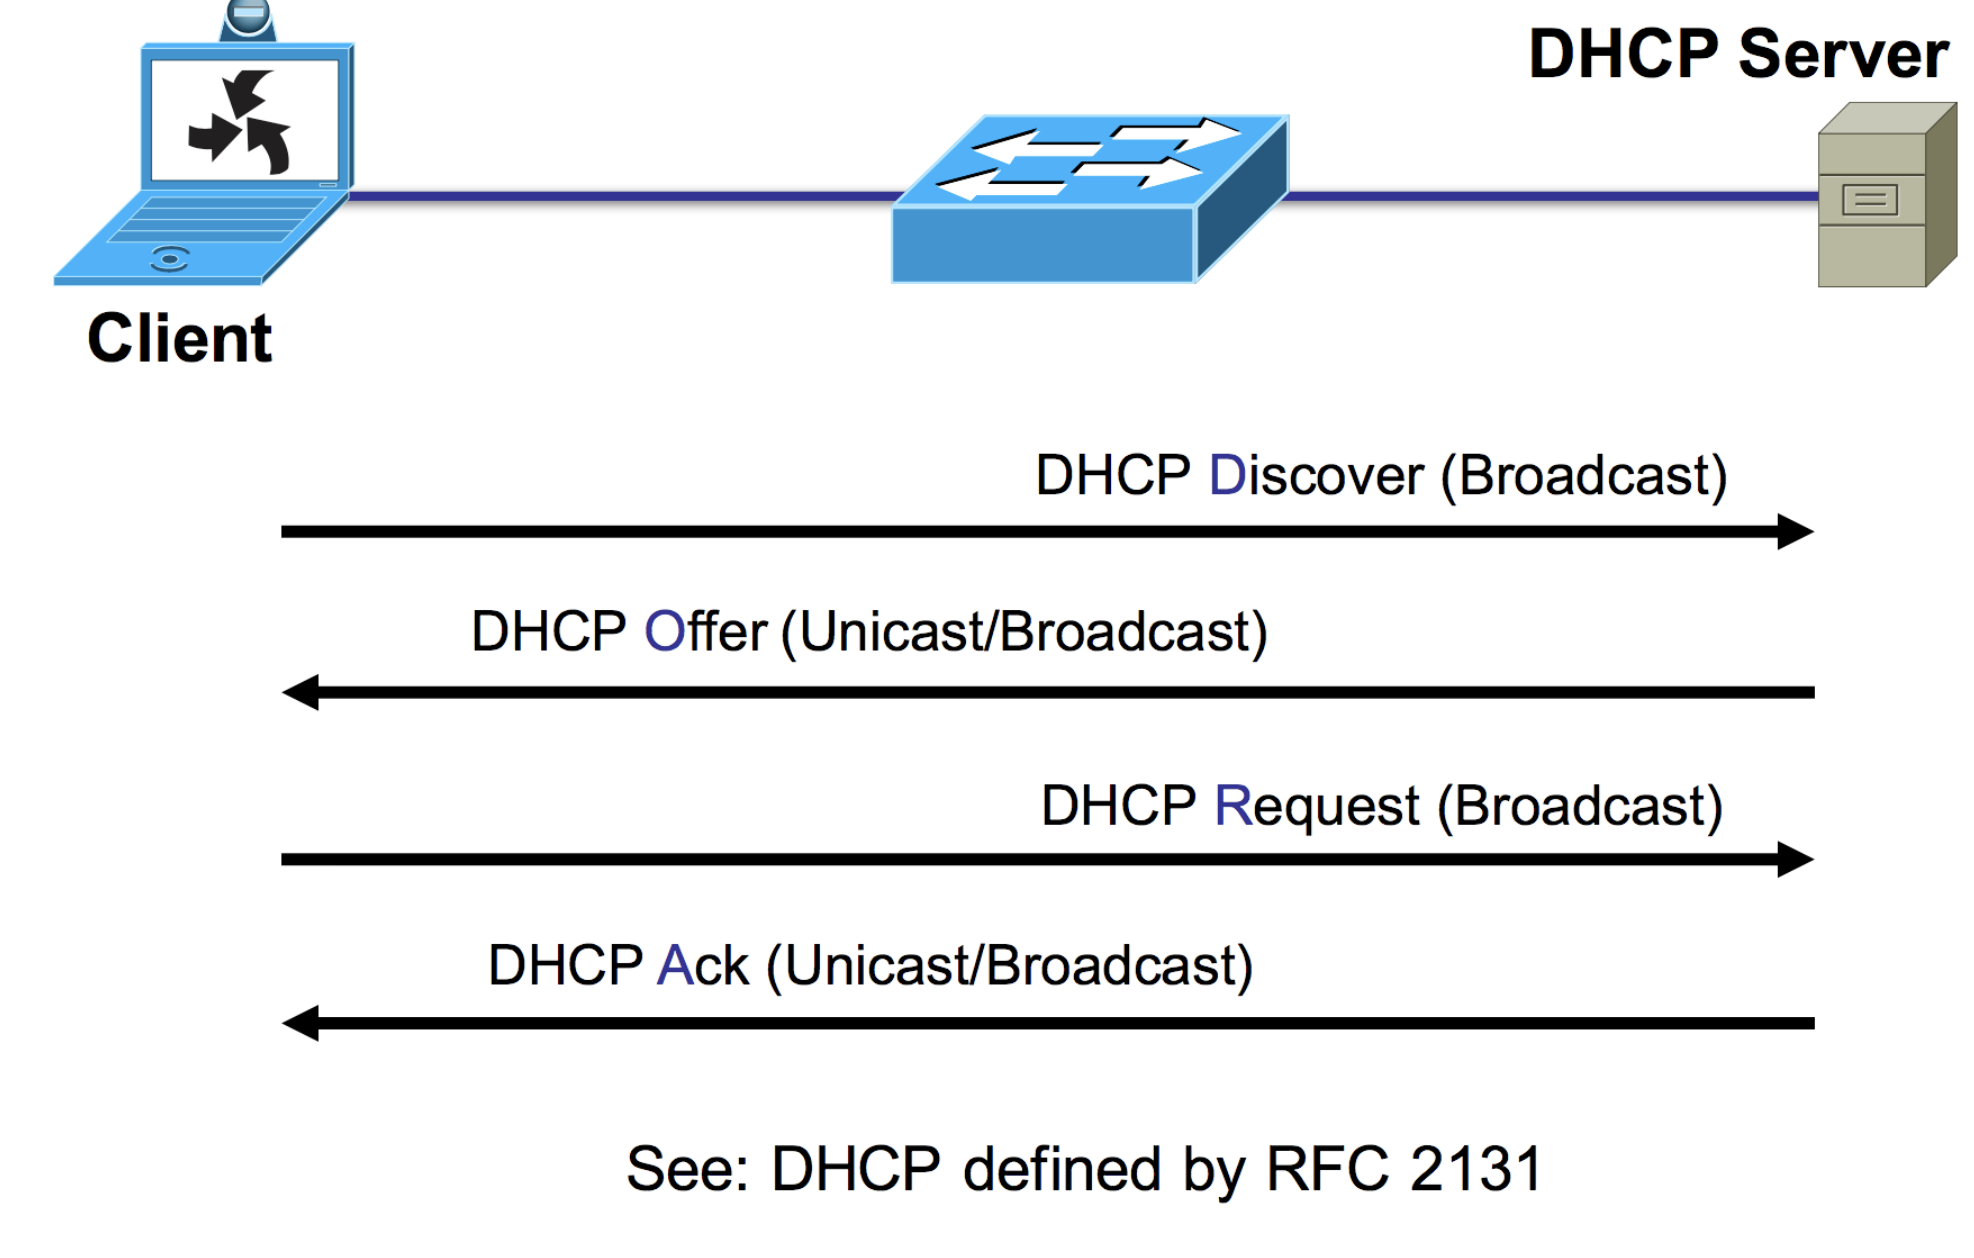 DHCP Server
Client
DHCP Discover (Broadcast)
DHCP Offer (Unicast/Broadcast)
DHCP Request (Broadcast)
DHCP Ack (Unicast/Broadcast)
See: DHCP defined by RFC 2131